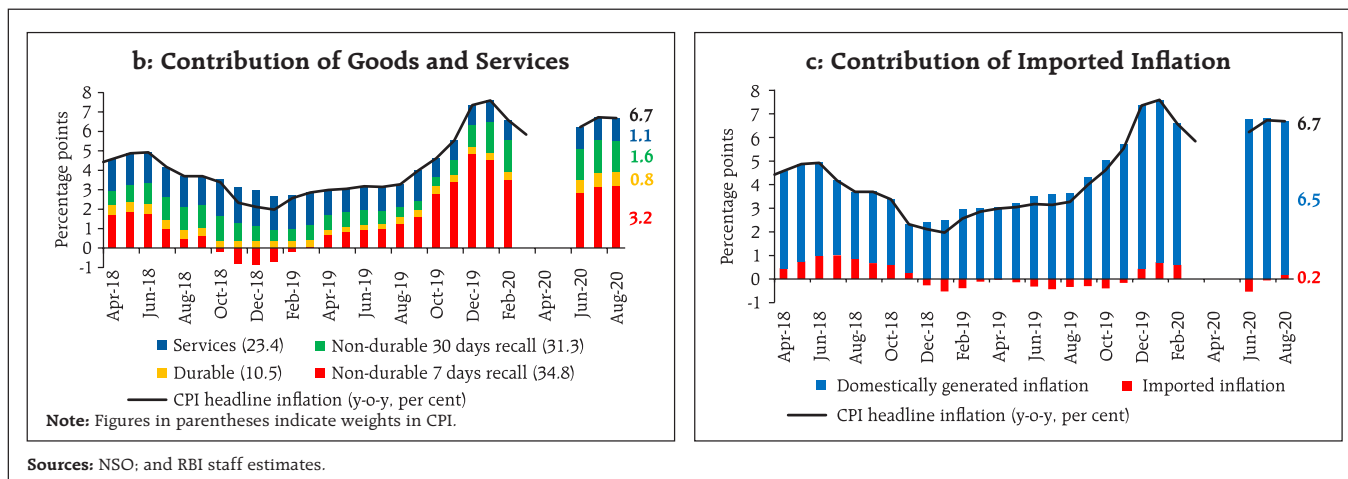 b: Contribution of Goods and Services
Percentage points
8
7
6
5
4
3
2
1
0
-1
6.7
1.1
1.6
0.8
3.2
Apr-18
Jun-18
Aug-18
Oct-18
Dec-18
Feb-19
Apr-19
Jun-19
Aug-19
Oct-19
Dec-19
Feb-20
Apr-20
Jun-20
Aug-20
Services (23.4)
Non-durable 30 days recall (31.3)
Durable (10.5)
Non-durable 7 days recall (34.8)
CPI headline inflation (y-o-y, per cent)
Note: Figures in parentheses indicate weights in CPI.
c: Contribution of Imported Inflation
Percentage points
8
7
6
5
4
3
2
1
0
-1
6.7
6.5
0.2
Apr-18
Jun-18
Aug-18
Oct-18
Dec-18
Feb-19
Apr-19
Jun-19
Aug-19
Oct-19
Dec-19
Feb-20
Apr-20
Jun-20
Aug-20
Domestically generated inflation
Imported inflation
CPI headline inflation (y-o-y, per cent)
Sources: NSO; and RBI staff estimates.